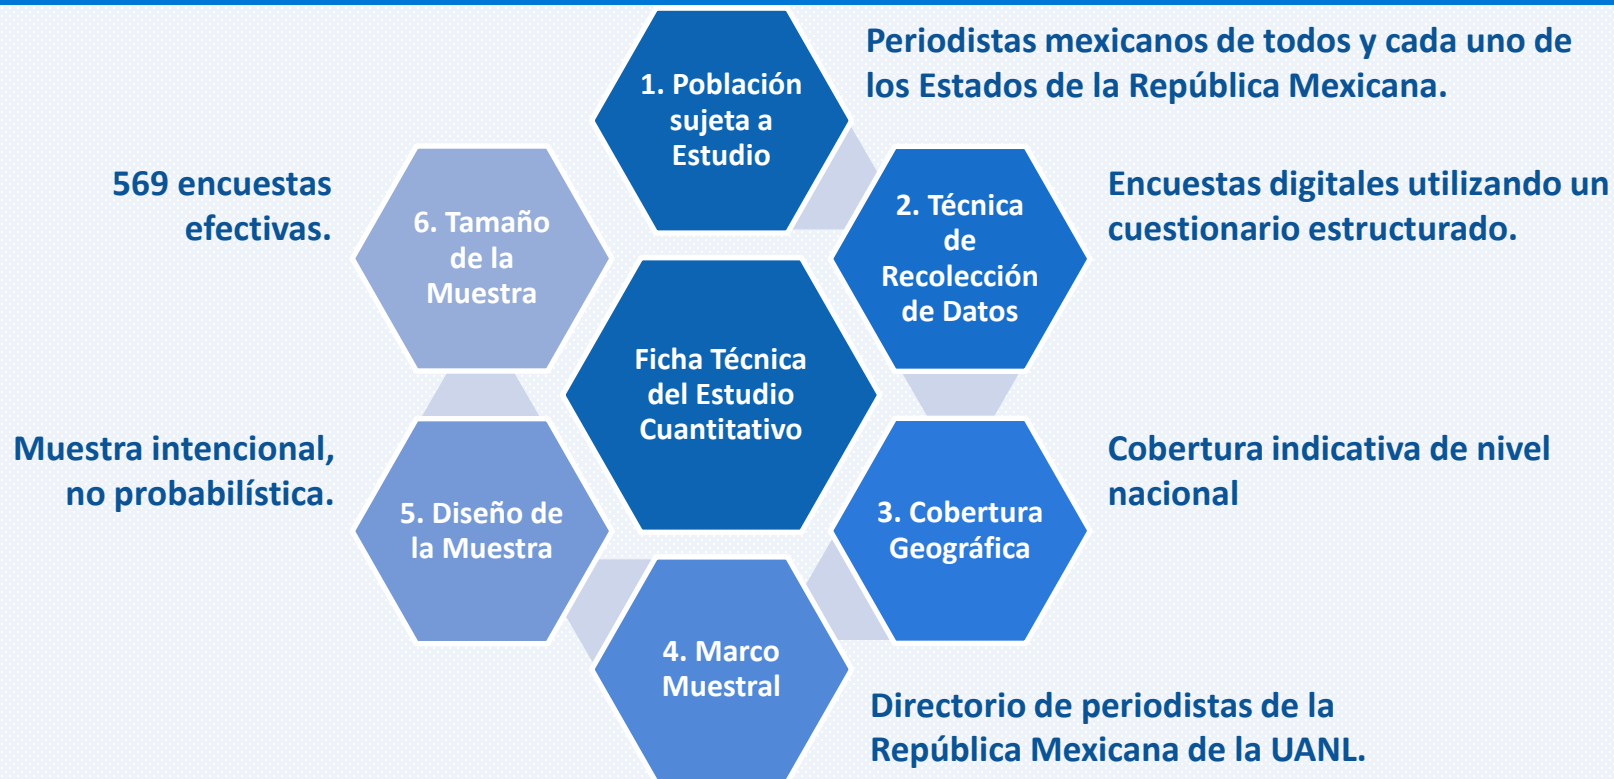 1. Población
sujeta a
Estudio
Periodistas mexicanos de todos y cada uno de
los Estados de la República Mexicana.
2. Técnica
de
Recolección
de Datos
Encuestas digitales utilizando un
cuestionario estructurado.
3. Cobertura
Geográfica
Cobertura indicativa de nivel
nacional
4. Marco
Muestral
Directorio de periodistas de la
República Mexicana de la UANL.
5. Diseño de
la Muestra
Muestra intencional,
no probabilística.
6. Tamaño
de la
Muestra
569 encuestas
efectivas.
Ficha Técnica
del Estudio
Cuantitativo